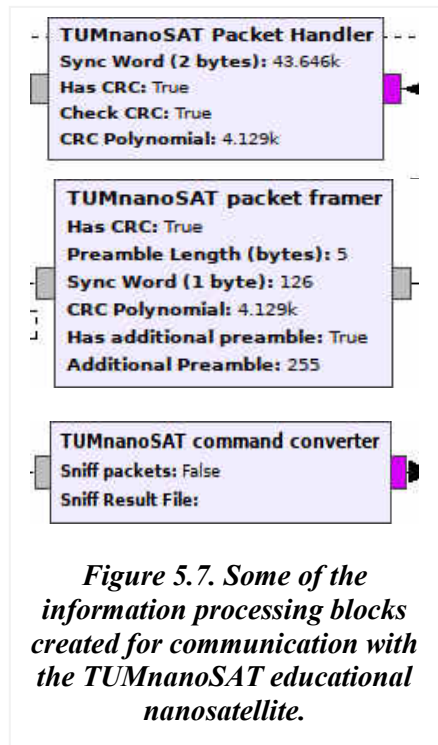 TUMnanoSAT Packet Handler
Sync Word (2 bytes): 43.646k
Has CRC: True
Check CRC: True
CRC Polynomial: 4.129k
TUMnanoSAT packet framer
Has CRC: True
Preamble Length (bytes): 5
Sync Word (1 byte): 126
CRC Polynomial: 4.129k
Has additional preamble: True
Additional Preamble: 255
TUMnanoSAT command converter
Sniff packets: False
Sniff Result File:
Figure 5.7. Some of the
information processing blocks
created for communication with
the TUMnanoSAT educational
nanosatellite.